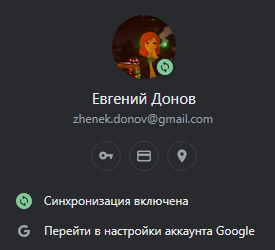 Евгений Донов
zhenek.donov@gmail.com
Синхронизация включена
Перейти в настройки аккаунта Google